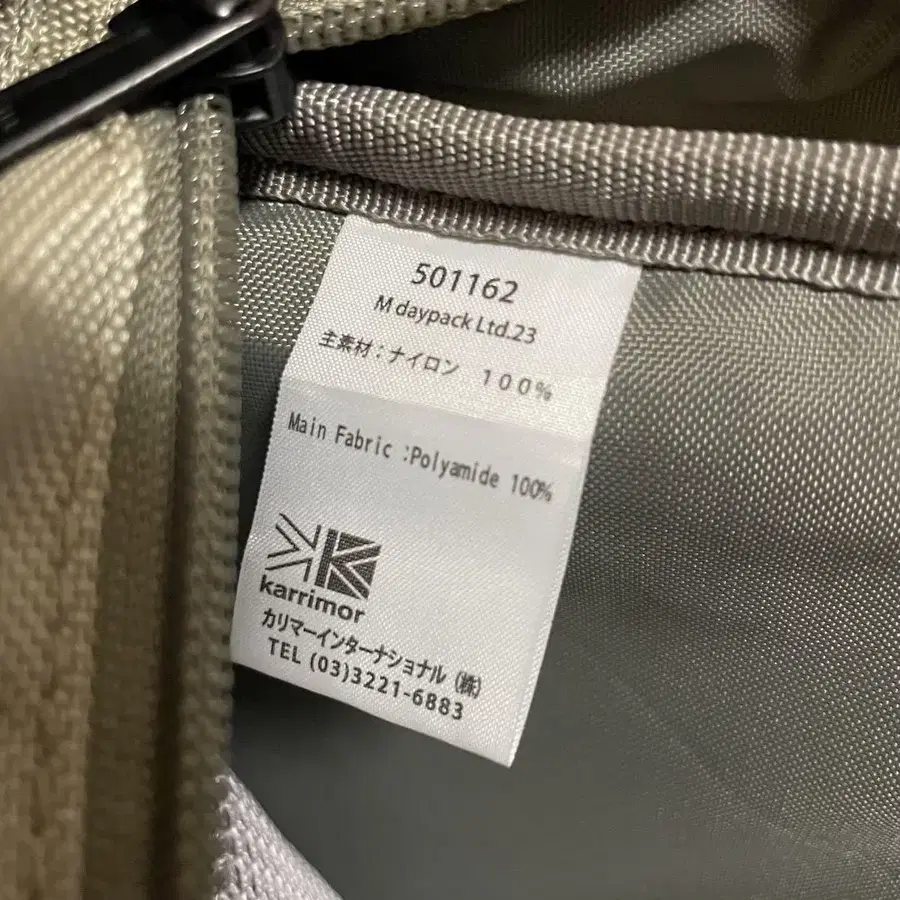 501162
M daypack Ltd.23
主素材：ナイロン 100%
Main Fabric :Polyamide 100%
karrimor
カリマーインターナショナル（株）
TEL (03)3221-6883